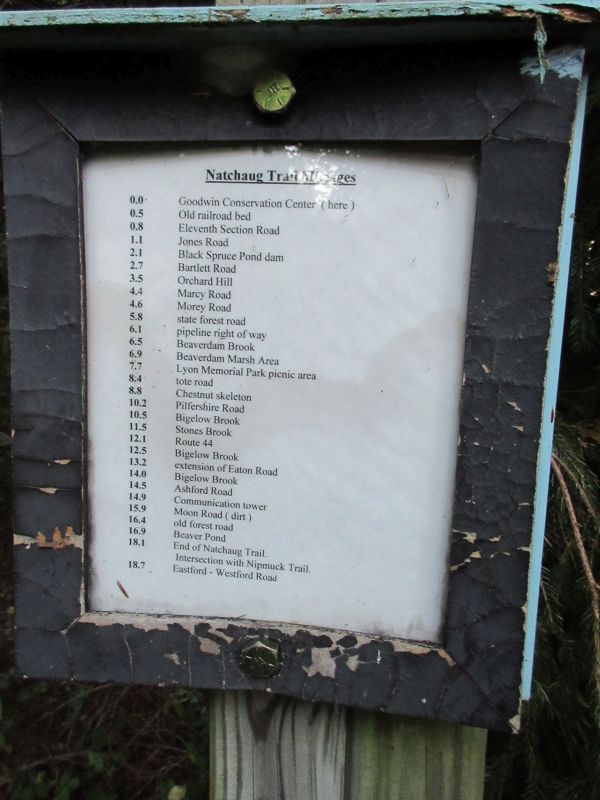 Natchaug Trail
0.0 Goodwin Conservation Center ( here )
0.5 Old railroad bed
0.8 Eleventh Section Road
1.1 Jones Road
2.1 Black Spruce Pond dam
2.7 Bartlett Road
3.5 Orchard Hill
4.4 Marcy Road
4.6 Morey Road
5.8 state forest road
6.1 pipeline right of way
6.5 Beaverdam Brook
6.9 Beaverdam Marsh Area
7.7 Lyon Memorial Park picnic area
8.4 tote road
8.8 Chestnut skeleton
10.2 Pilfershire Road
10.5 Bigelow Brook
11.5 Stones Brook
12.1 Route 44
12.5 Bigelow Brook
13.2 extension of Eaton Road
14.0 Bigelow Brook
14.5 Ashford Road
14.9 Communication tower
15.9 Moon Road ( dirt )
16.4 old forest road
16.9 Beaver Pond
18.1 End of Natchaug Trail.
Intersection with Nipmuck Trail.
18.7 Eastford - Westford Road